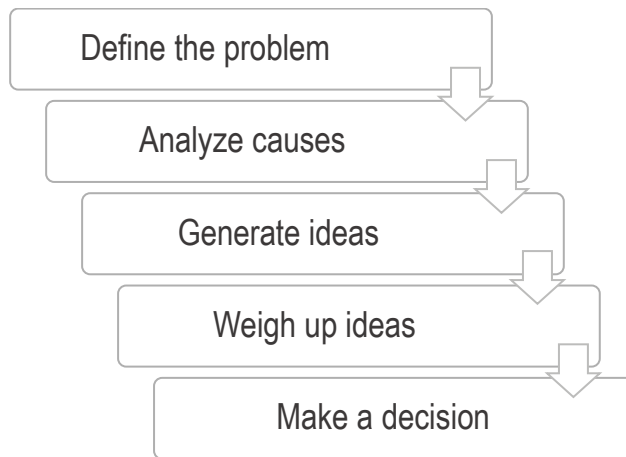 Define the problem
Analyze causes
Generate ideas
Weigh up ideas
Make a decision